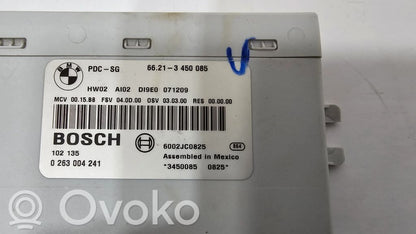 BMW
PDC-SG 66.21-3 450 085
HW02 AI02 DI9E0 071209
MCV 00.15.88 FSV 04.00.00 OSV 03.03.00 RES 00.00.00
BOSCH
102 135
0 263 004 241
6002JC0825
Assembled in Mexico
*3450085 0825*
864
Ovoko